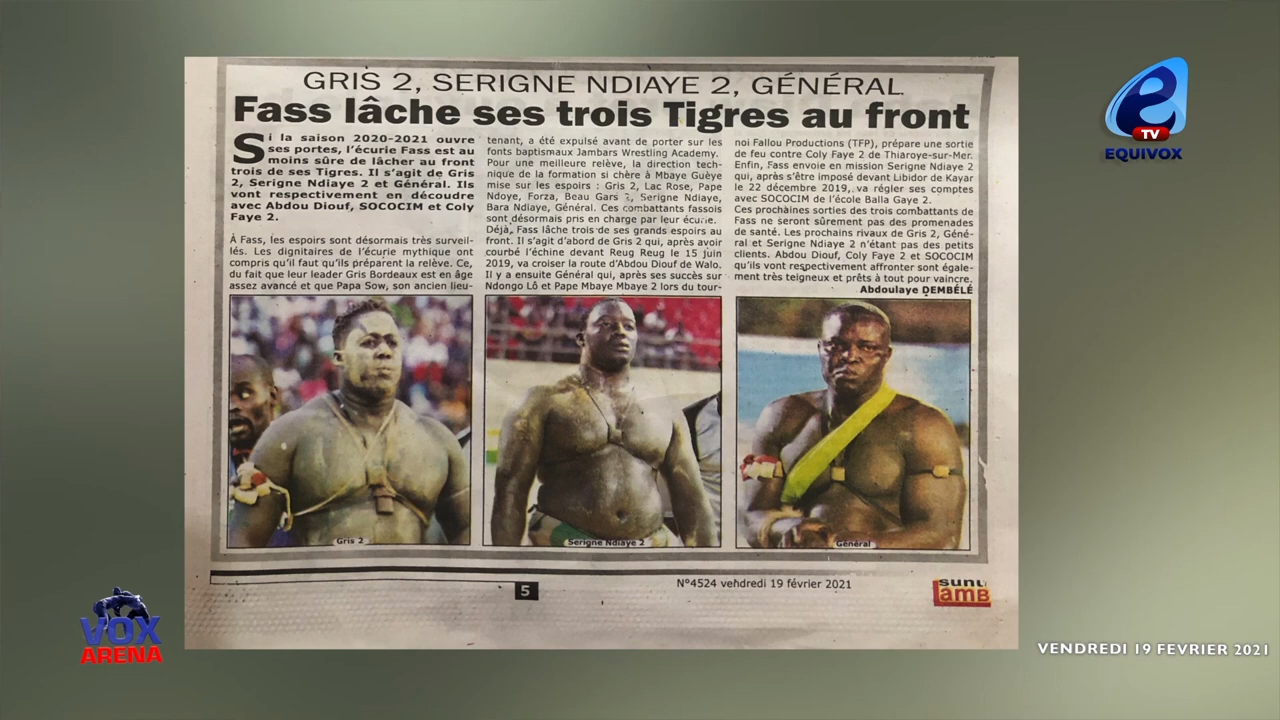 GRIS 2, SERIGNE NDIAYE 2, GÉNÉRAL
Fass lâche ses trois Tigres au front
Si la saison 2020-2021 ouvre
ses portes, l'écurie Fass est au
moins sûre de lâcher au front
trois de ses Tigres. Il s'agit de Gris
2, Serigne Ndiaye 2 et Général. Ils
vont respectivement en découdre
avec Abdou Diouf, SOCOCIM et Coly
Faye 2.
À Fass, les espoirs sont désormais très surveil-
lés. Les dignitaires de l'écurie mythique ont
compris qu'il faut qu'ils préparent la relève. Ce,
du fait que leur leader Gris Bordeaux est en âge
assez avancé et que Papa Sow, son ancien lieu-
tenant, a été expulsé avant de porter sur les
fonts baptismaux Jambars Wrestling Academy.
Pour une meilleure relève, la direction tech-
nique de la formation si chère à Mbaye Guèye
mise sur les espoirs : Gris 2, Lac Rose, Pape
Ndoye, Forza, Beau Gars 2, Serigne Ndiaye,
Bara Ndiaye, Général. Ces combattants fassois
sont désormais pris en charge par leur écurie.
Déjà, Fass lâche trois de ses grands espoirs au
front. Il s'agit d'abord de Gris 2 qui, après avoir
courbé l'échine devant Reug Reug le 15 juin
2019, va croiser la route d'Abdou Diouf de Walo.
Il y a ensuite Général qui, après ses succès sur
Ndongo Lô et Pape Mbaye Mbaye 2 lors du tour-
noi Fallou Productions (TFP), prépare une sortie
de feu contre Coly Faye 2 de Thiaroye-sur-Mer.
Enfin, Fass envoie en mission Serigne Ndiaye 2
qui, après s'être imposé devant Libidor de Kayar
le 22 décembre 2019, va régler ses comptes
avec SOCOCIM de l'école Balla Gaye 2.
Ces prochaines sorties des trois combattants de
Fass ne seront sûrement pas des promenades
de santé. Les prochains rivaux de Gris 2, Géné-
ral et Serigne Ndiaye 2 n'étant pas des petits
clients. Abdou Diouf, Coly Faye 2 et SOCOCIM
qu'ils vont respectivement affronter sont égale-
ment très teigneux et prêts à tout pour vaincre.
Abdoulaye DEMBÉLÉ
Gris 2
Serigne Ndiaye 2
Général
5
N°4524 vendredi 19 février 2021
sunu
lamb
e
TV
EQUIVOX
VOX
ARENA
VENDREDI 19 FEVRIER 2021